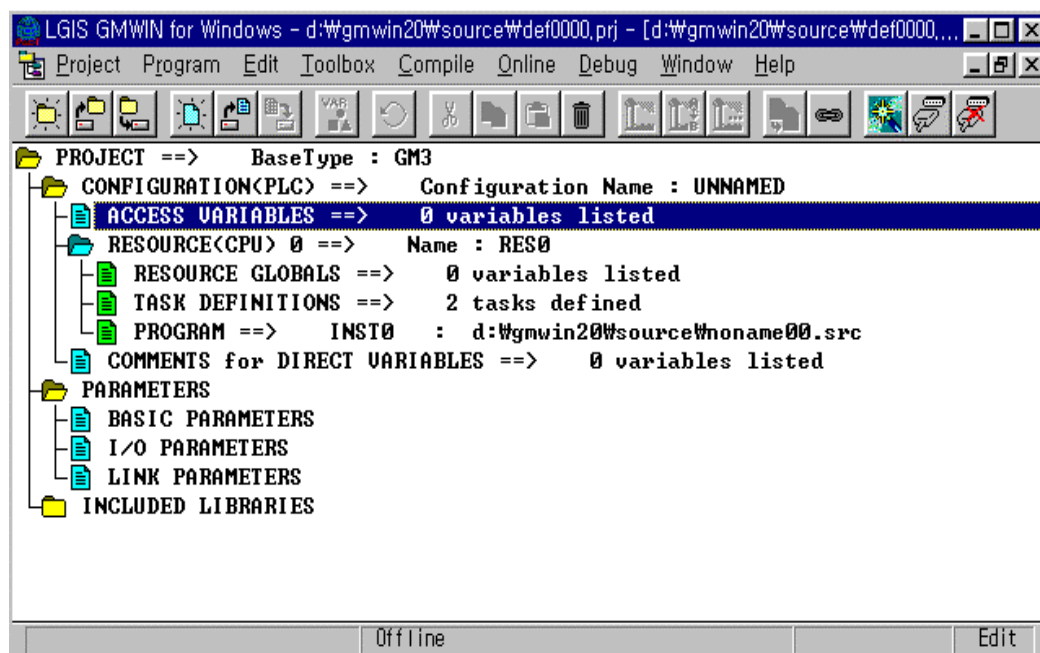 LGIS GMWIN for Windows - d:₩gmwin20₩source₩def0000.prj - [d:₩gmwin20₩source₩def0000,...
Project Program Edit Toolbox Compile Online Debug Window Help
VAR
PROJECT ==> BaseType : GM3
CONFIGURATION(PLC) ==> Configuration Name : UNNAMED
ACCESS VARIABLES ==> 0 variables listed
RESOURCE(CPU) 0 ==> Name : RES0
RESOURCE GLOBALS ==> 0 variables listed
TASK DEFINITIONS ==> 2 tasks defined
PROGRAM ==> INST0 : d:₩gmwin20₩source₩noname00.src
COMMENTS for DIRECT VARIABLES ==> 0 variables listed
PARAMETERS
BASIC PARAMETERS
I/O PARAMETERS
LINK PARAMETERS
INCLUDED LIBRARIES
Offline Edit